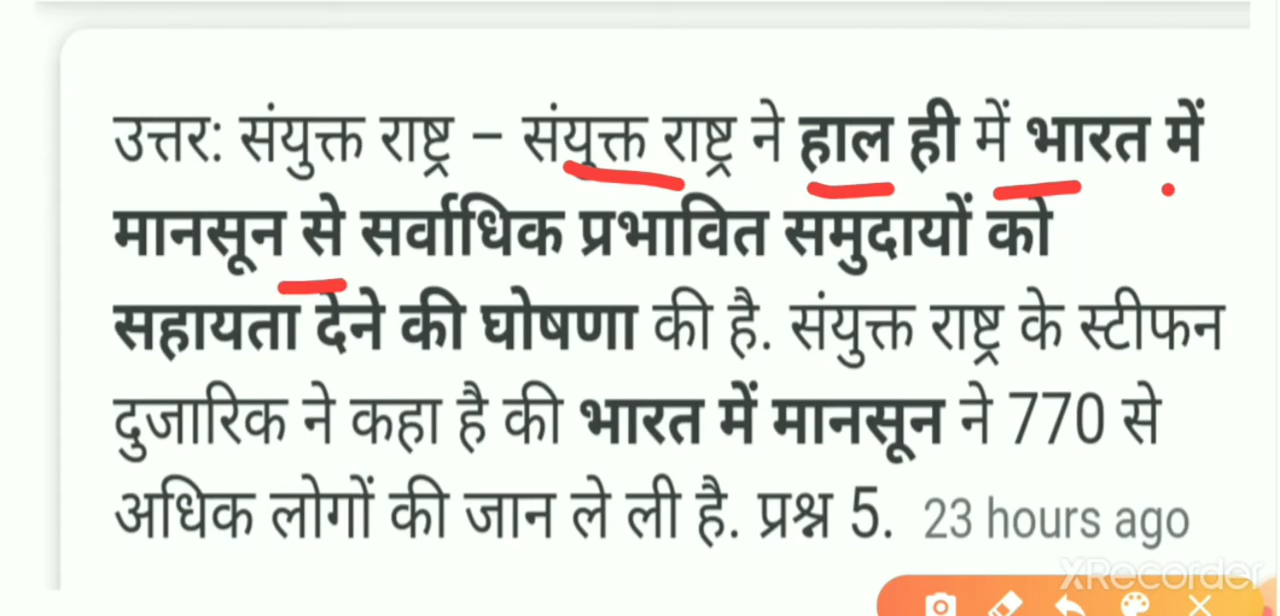 उत्तर: संयुक्त राष्ट्र – संयुक्त राष्ट्र ने हाल ही में भारत में
मानसून से सर्वाधिक प्रभावित समुदायों को
सहायता देने की घोषणा की है. संयुक्त राष्ट्र के स्टीफन
दुजारिक ने कहा है की भारत में मानसून ने 770 से
अधिक लोगों की जान ले ली है. प्रश्न 5. 23 hours ago
XRecorder